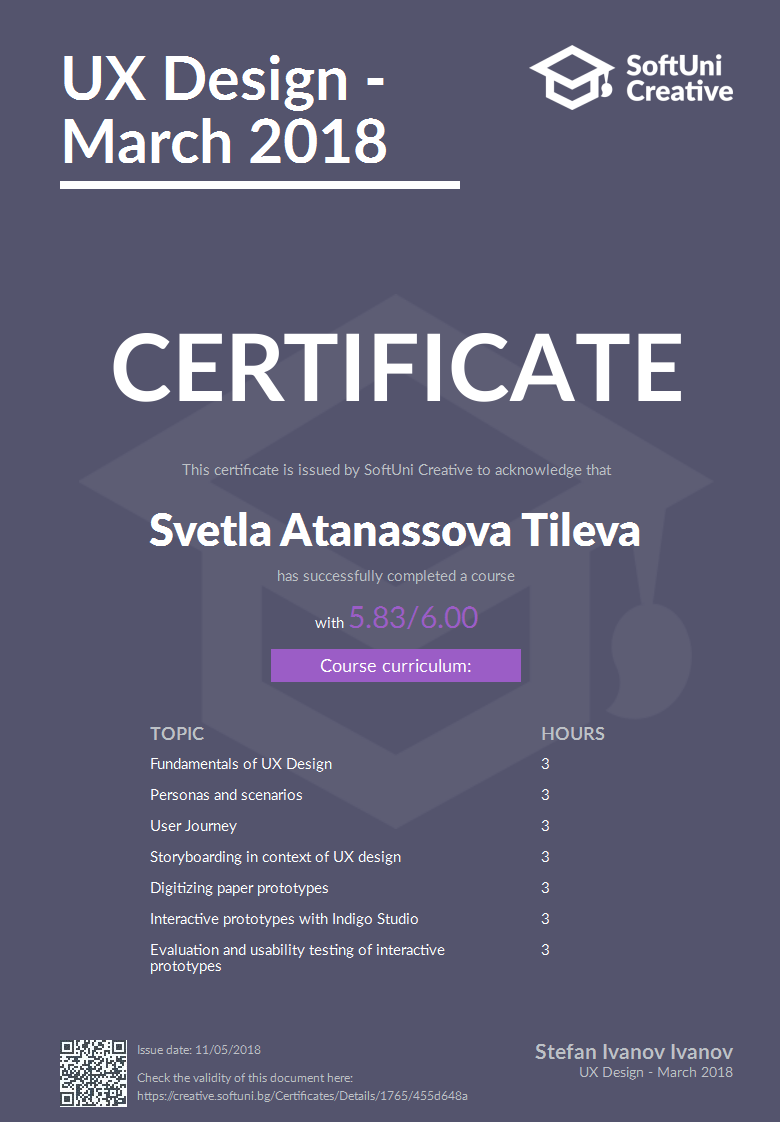 UX Design -
March 2018
SoftUni
Creative
CERTIFICATE
This certificate is issued by SoftUni Creative to acknowledge that
Svetla Atanassova Tileva
has successfully completed a course
with 5.83/6.00
Course curriculum:
TOPIC HOURS
Fundamentals of UX Design 3
Personas and scenarios 3
User Journey 3
Storyboarding in context of UX design 3
Digitizing paper prototypes 3
Interactive prototypes with Indigo Studio 3
Evaluation and usability testing of interactive 3
prototypes
Issue date: 11/05/2018
Check the validity of this document here:
https://creative.softuni.bg/Certificates/Details/1765/455d648a
Stefan Ivanov Ivanov
UX Design - March 2018